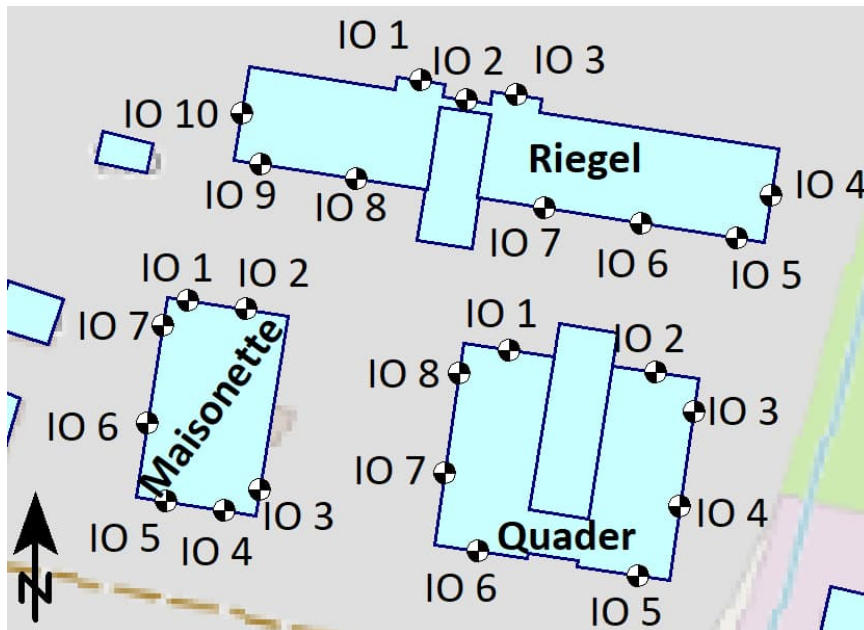 IO 1
IO 2
IO 3
IO 10
Riegel
IO 4
IO 9
IO 8
IO 7
IO 6
IO 5
IO 1
IO 2
IO 7
Maisonette
IO 6
IO 3
IO 5
IO 4
IO 1
IO 2
IO 8
IO 3
IO 7
IO 4
Quader
IO 6
IO 5
N